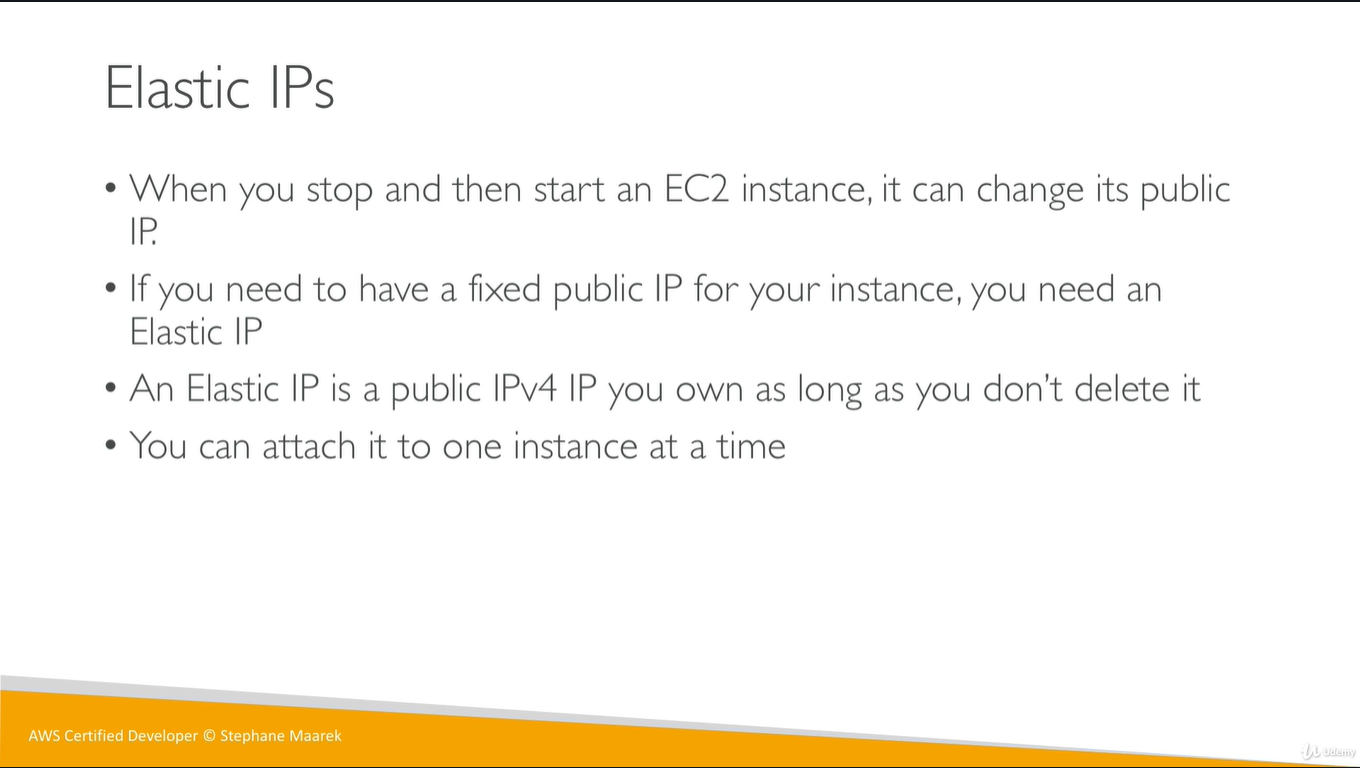 Elastic IPs
• When you stop and then start an EC2 instance, it can change its public
IP.
• If you need to have a fixed public IP for your instance, you need an
Elastic IP
• An Elastic IP is a public IPv4 IP you own as long as you don’t delete it
• You can attach it to one instance at a time
AWS Certified Developer © Stephane Maarek
Udemy